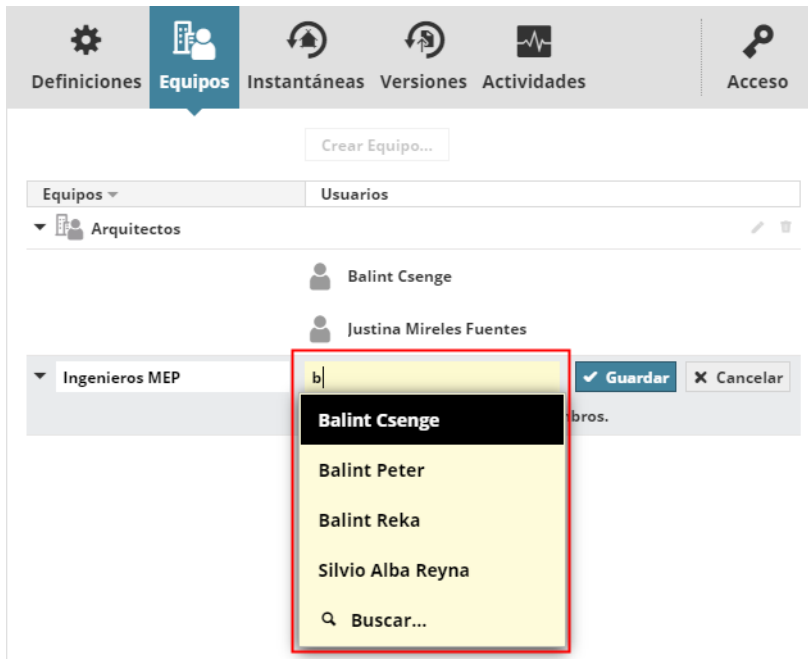 Definiciones Equipos Instantáneas Versiones Actividades Acceso
Crear Equipo...
Equipos Usuarios
Arquitectos
Balint Csenge
Justina Mireles Fuentes
Ingenieros MEP b Guardar Cancelar
Balint Csenge
Balint Peter
Balint Reka
Silvio Alba Reyna
Buscar...